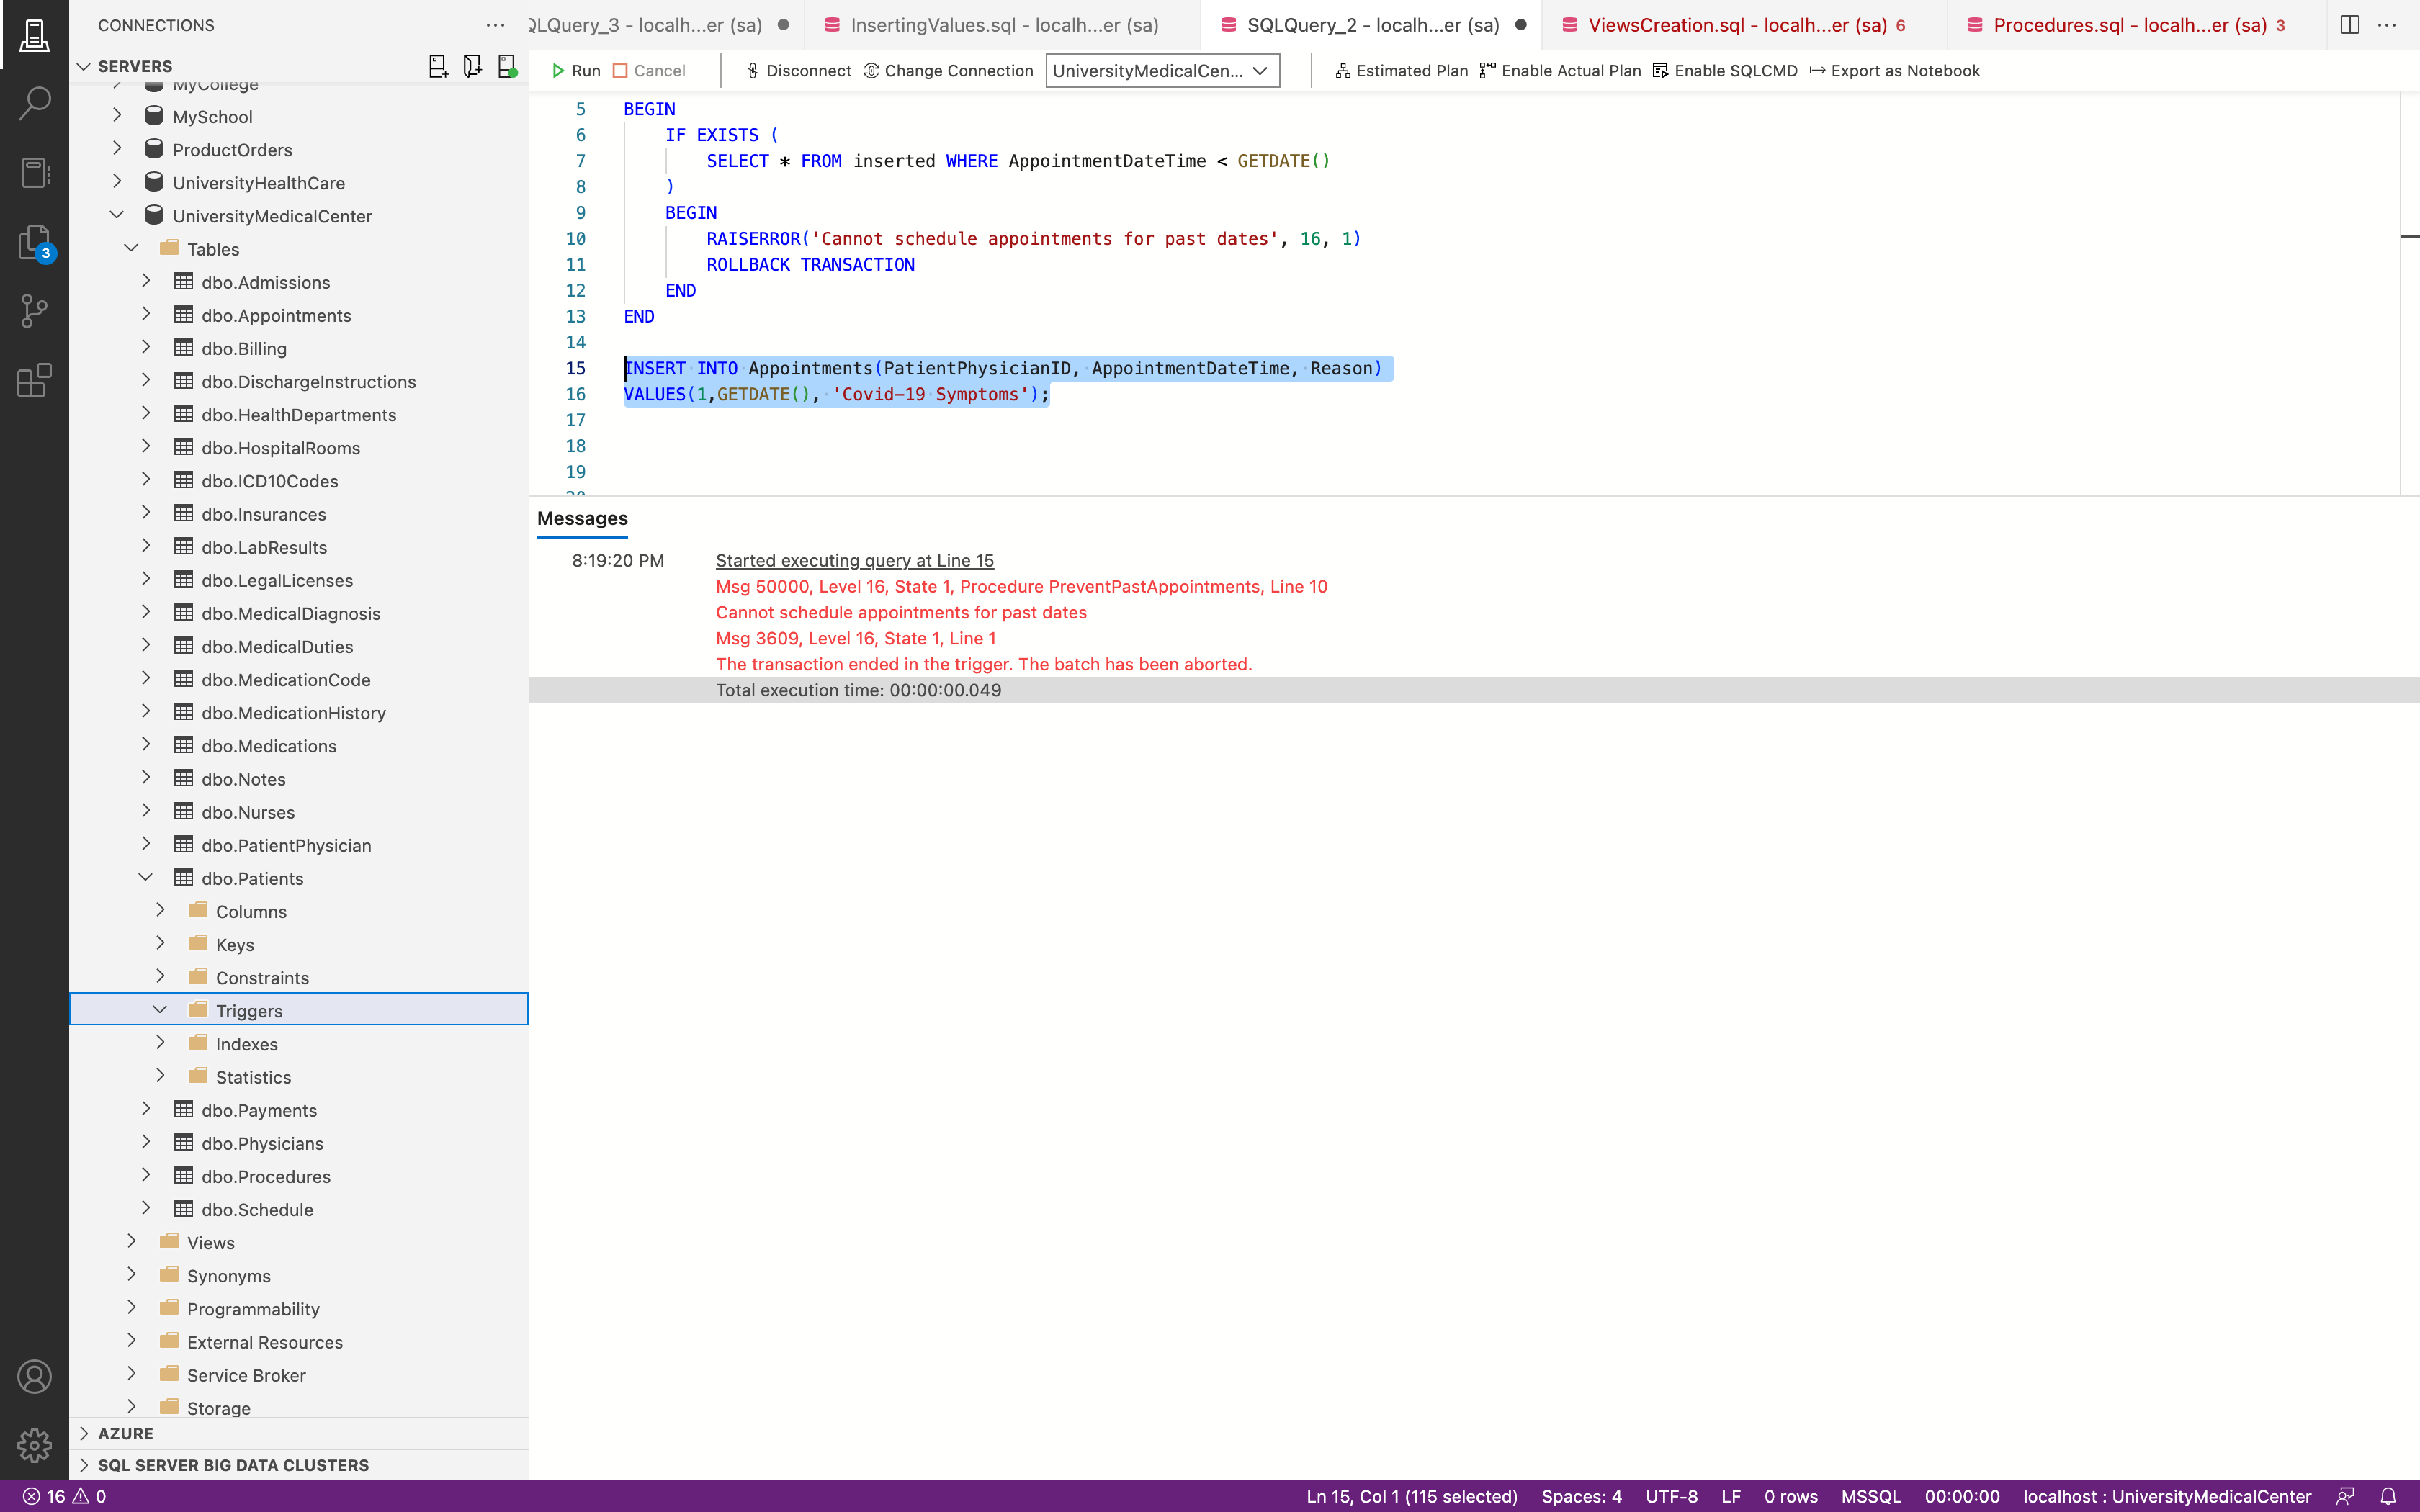 CONNECTIONS
···
SERVERS
MyCollege
MySchool
ProductOrders
UniversityHealthCare
UniversityMedicalCenter
Tables
dbo.Admissions
dbo.Appointments
dbo.Billing
dbo.DischargeInstructions
dbo.HealthDepartments
dbo.HospitalRooms
dbo.ICD10Codes
dbo.Insurances
dbo.LabResults
dbo.LegalLicenses
dbo.MedicalDiagnosis
dbo.MedicalDuties
dbo.MedicationCode
dbo.MedicationHistory
dbo.Medications
dbo.Notes
dbo.Nurses
dbo.PatientPhysician
dbo.Patients
Columns
Keys
Constraints
Triggers
Indexes
Statistics
dbo.Payments
dbo.Physicians
dbo.Procedures
dbo.Schedule
Views
Synonyms
Programmability
External Resources
Service Broker
Storage
AZURE
SQL SERVER BIG DATA CLUSTERS
3
QLQuery_3 - localh...er (sa)
InsertingValues.sql - localh...er (sa)
SQLQuery_2 - localh...er (sa)
ViewsCreation.sql - localh...er (sa) 6
Procedures.sql - localh...er (sa) 3
···
Run Cancel Disconnect Change Connection UniversityMedicalCen... Estimated Plan Enable Actual Plan Enable SQLCMD Export as Notebook
5 BEGIN
6 IF EXISTS (
7 SELECT * FROM inserted WHERE AppointmentDateTime < GETDATE()
8 )
9 BEGIN
10 RAISERROR('Cannot schedule appointments for past dates', 16, 1)
11 ROLLBACK TRANSACTION
12 END
13 END
14
15 INSERT INTO Appointments(PatientPhysicianID, AppointmentDateTime, Reason)
16 VALUES(1,GETDATE(), 'Covid-19 Symptoms');
17
18
19
20
Messages
8:19:20 PM Started executing query at Line 15
Msg 50000, Level 16, State 1, Procedure PreventPastAppointments, Line 10
Cannot schedule appointments for past dates
Msg 3609, Level 16, State 1, Line 1
The transaction ended in the trigger. The batch has been aborted.
Total execution time: 00:00:00.049
16 0
Ln 15, Col 1 (115 selected) Spaces: 4 UTF-8 LF 0 rows MSSQL 00:00:00 localhost : UniversityMedicalCenter